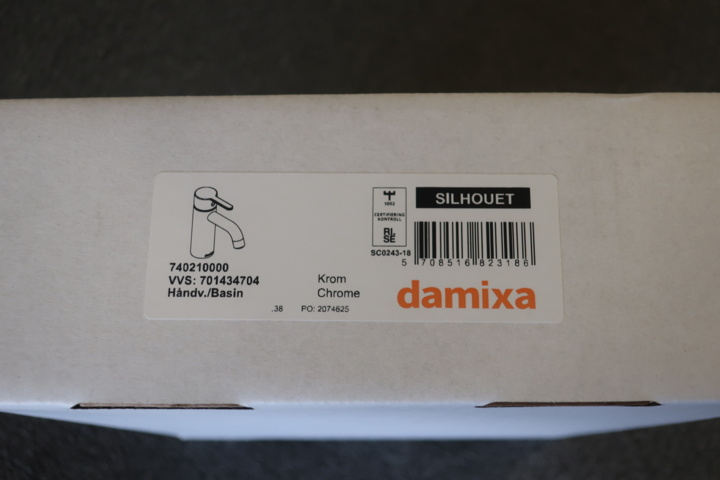 SILHOUET
1002
CERTIFIERING
KONTROLL
RI.
SE
SC0243-18
5 708516 823186
740210000
VVS: 701434704
Håndv./Basin
Krom
Chrome
damixa
.38 PO: 2074625